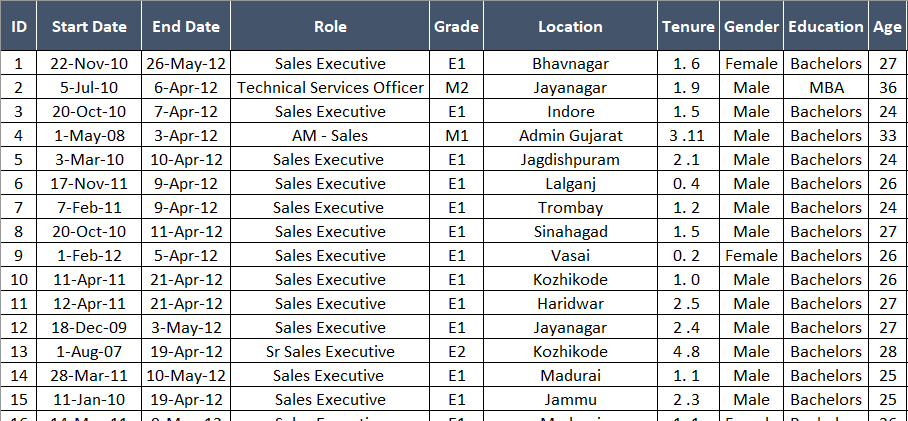 ID Start Date End Date Role Grade Location Tenure Gender Education Age
1 22-Nov-10 26-May-12 Sales Executive E1 Bhavnagar 1. 6 Female Bachelors 27
2 5-Jul-10 6-Apr-12 Technical Services Officer M2 Jayanagar 1. 9 Male MBA 36
3 20-Oct-10 7-Apr-12 Sales Executive E1 Indore 1. 5 Male Bachelors 24
4 1-May-08 3-Apr-12 AM - Sales M1 Admin Gujarat 3 .11 Male Bachelors 33
5 3-Mar-10 10-Apr-12 Sales Executive E1 Jagdishpuram 2 .1 Male Bachelors 24
6 17-Nov-11 9-Apr-12 Sales Executive E1 Lalganj 0. 4 Male Bachelors 26
7 7-Feb-11 9-Apr-12 Sales Executive E1 Trombay 1. 2 Male Bachelors 24
8 20-Oct-10 11-Apr-12 Sales Executive E1 Sinahagad 1. 5 Male Bachelors 27
9 1-Feb-12 5-Apr-12 Sales Executive E1 Vasai 0. 2 Female Bachelors 26
10 11-Apr-11 21-Apr-12 Sales Executive E1 Kozhikode 1. 0 Male Bachelors 26
11 12-Apr-11 21-Apr-12 Sales Executive E1 Haridwar 2 .5 Male Bachelors 27
12 18-Dec-09 3-May-12 Sales Executive E1 Jayanagar 2 .4 Male Bachelors 27
13 1-Aug-07 19-Apr-12 Sr Sales Executive E2 Kozhikode 4 .8 Male Bachelors 28
14 28-Mar-11 10-May-12 Sales Executive E1 Madurai 1. 1 Male Bachelors 25
15 11-Jan-10 19-Apr-12 Sales Executive E1 Jammu 2 .3 Male Bachelors 25